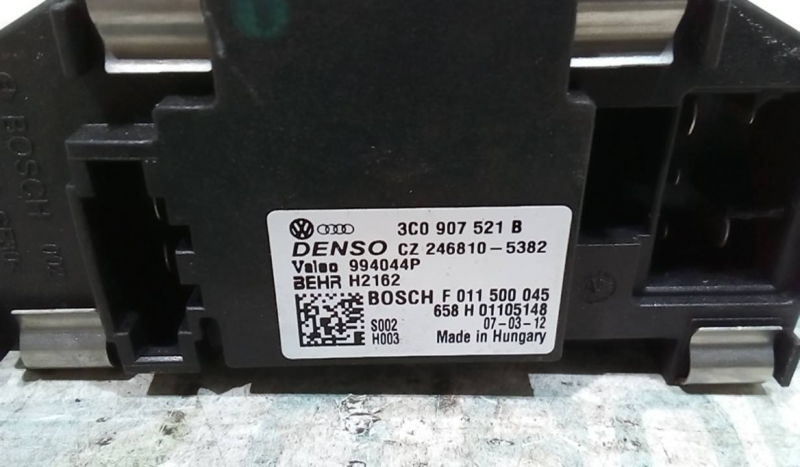 3C0 907 521 B
DENSO CZ 246810-5382
Valeo 994044P
BEHR H2162
BOSCH F 011 500 045
658 H 01105148
S002 07-03-12
H003 Made in Hungary
BOSCH